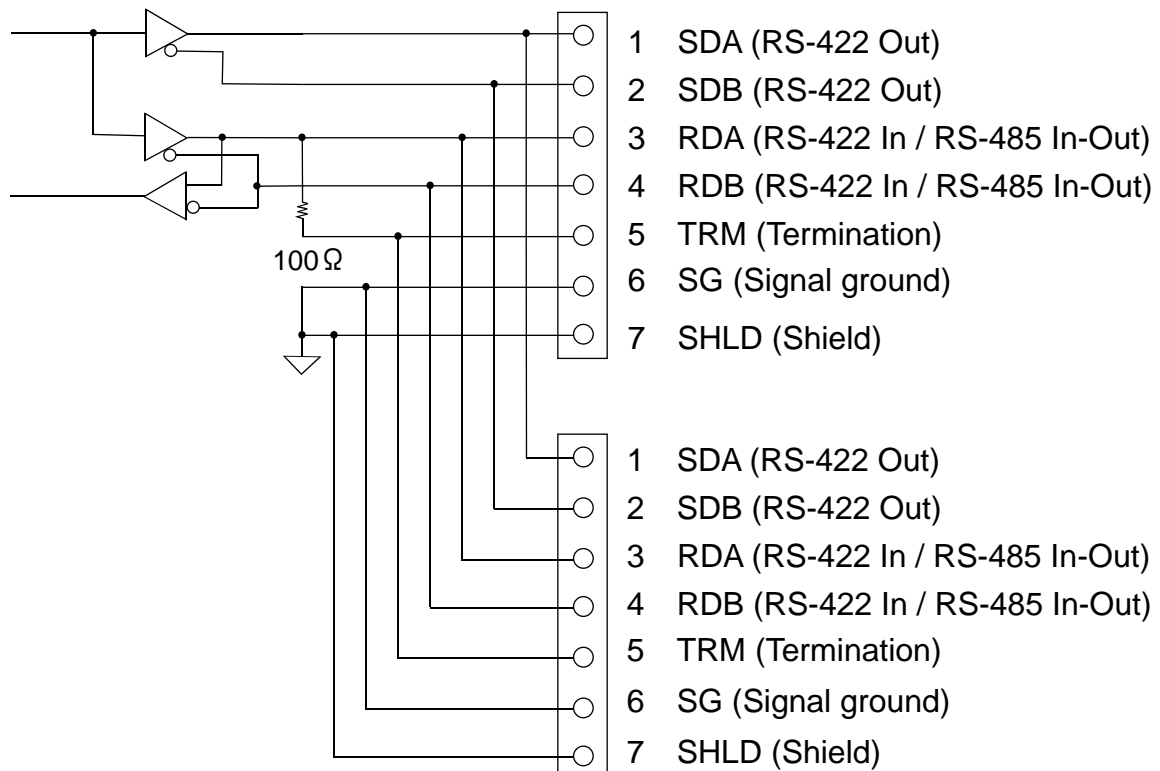 1 SDA (RS-422 Out)
2 SDB (RS-422 Out)
3 RDA (RS-422 In / RS-485 In-Out)
4 RDB (RS-422 In / RS-485 In-Out)
5 TRM (Termination)
100Ω
6 SG (Signal ground)
7 SHLD (Shield)
1 SDA (RS-422 Out)
2 SDB (RS-422 Out)
3 RDA (RS-422 In / RS-485 In-Out)
4 RDB (RS-422 In / RS-485 In-Out)
5 TRM (Termination)
6 SG (Signal ground)
7 SHLD (Shield)